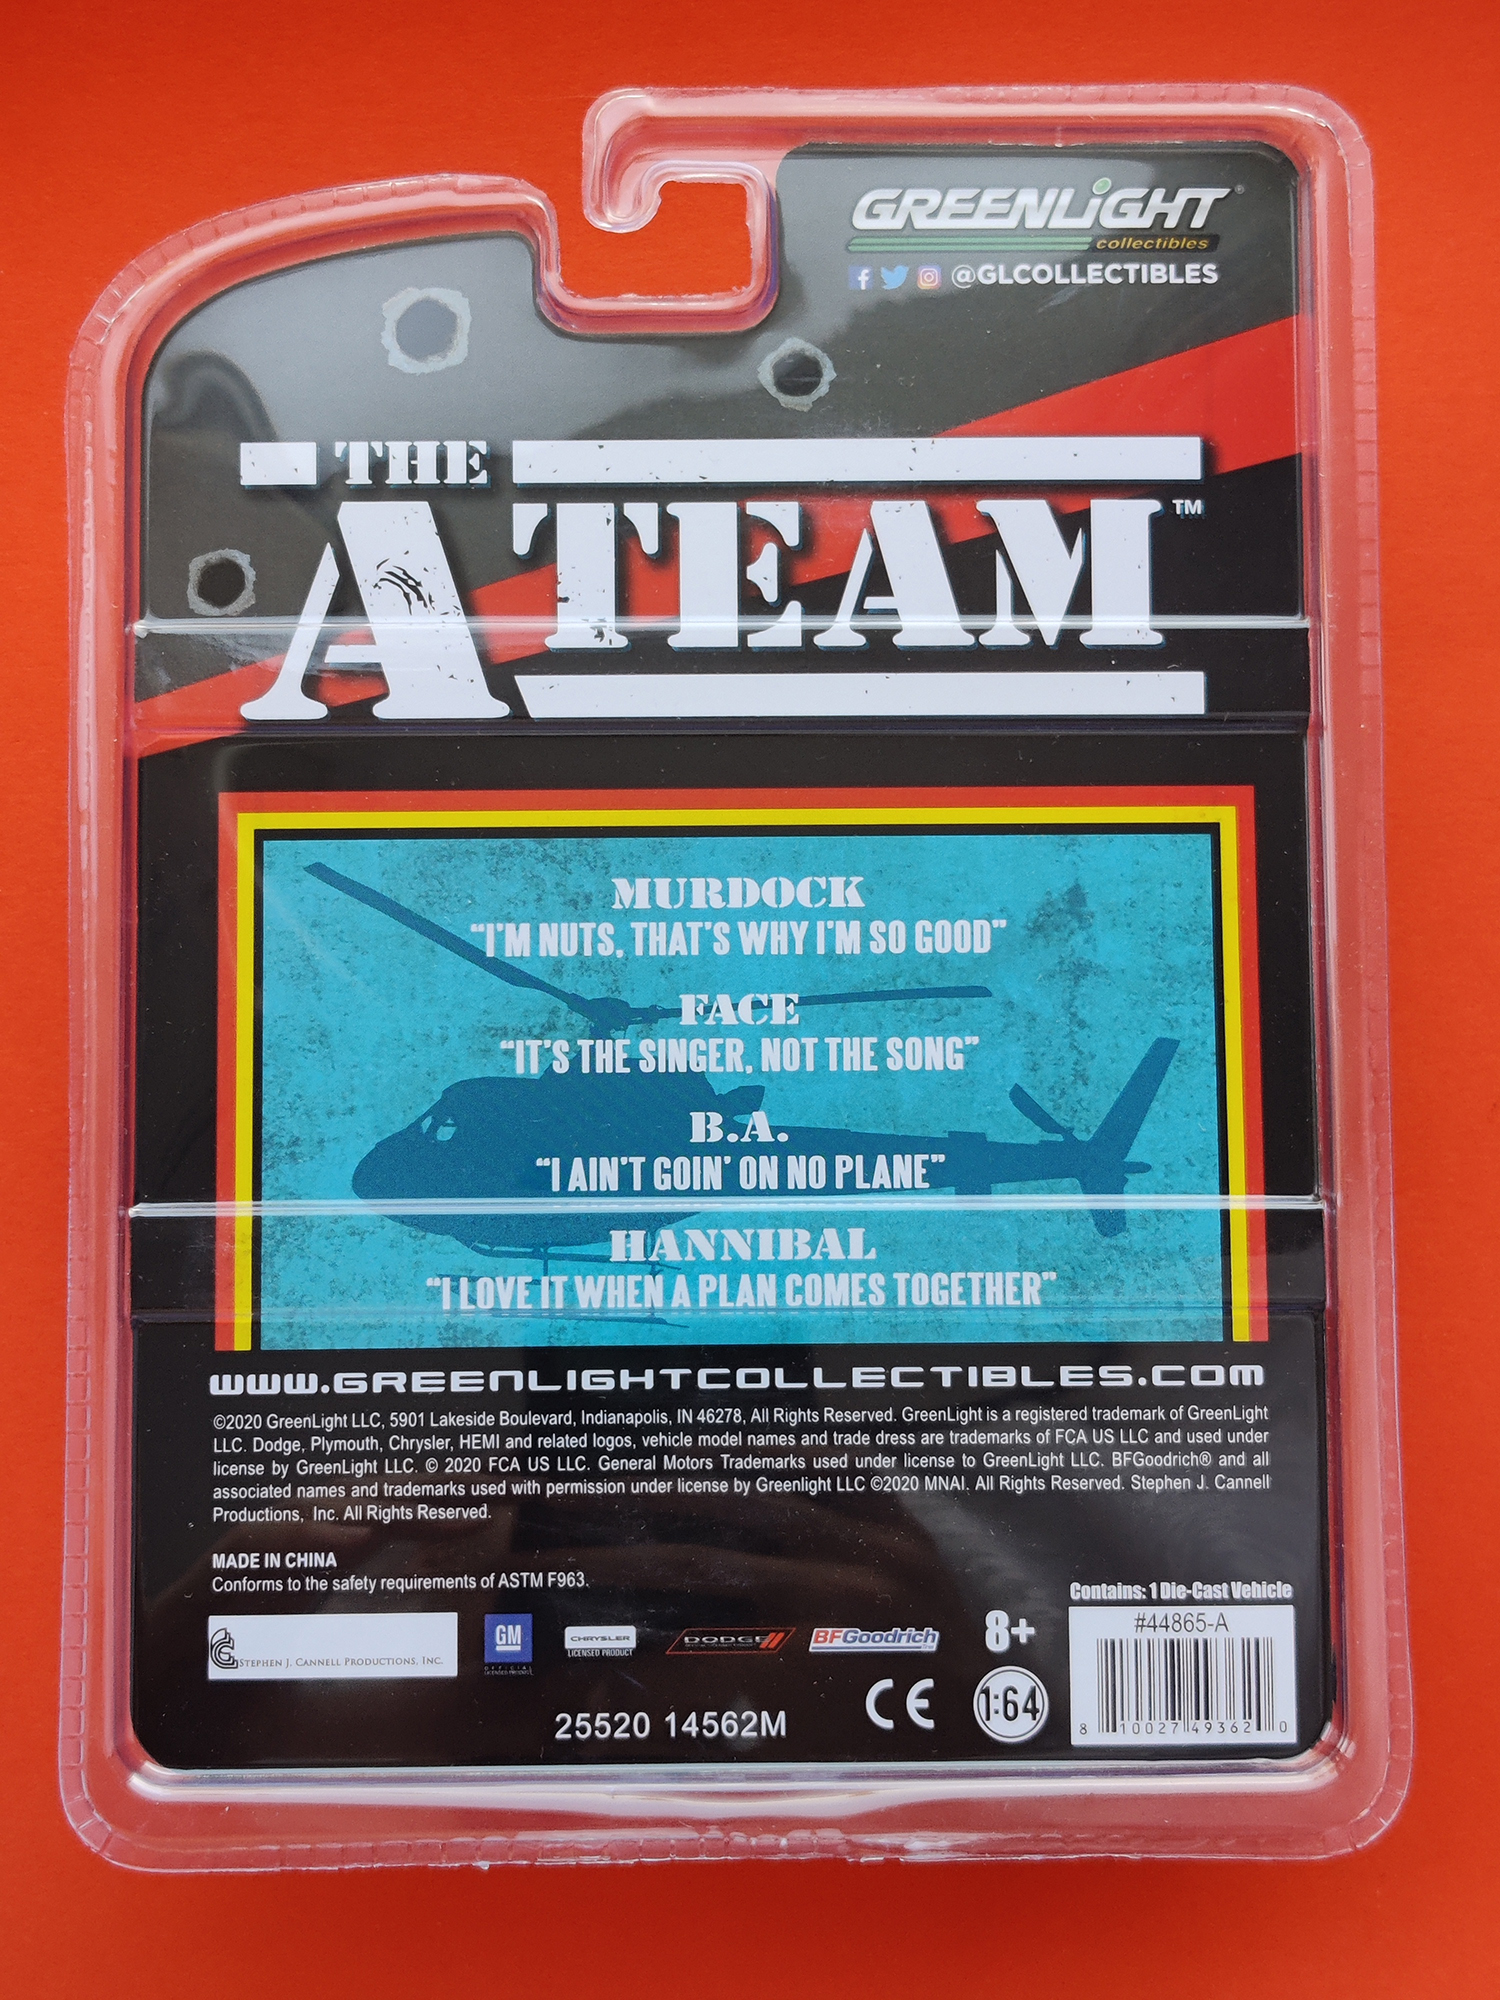 GREENLiGHT®
collectibles
@GLCOLLECTIBLES
THE
A TEAM™
MURDOCK
“I'M NUTS, THAT'S WHY I'M SO GOOD”
FACE
“IT'S THE SINGER, NOT THE SONG”
B.A.
“I AIN'T GOIN' ON NO PLANE”
HANNIBAL
“I LOVE IT WHEN A PLAN COMES TOGETHER”
WWW.GREENLIGHTCOLLECTIBLES.COM
©2020 GreenLight LLC, 5901 Lakeside Boulevard, Indianapolis, IN 46278, All Rights Reserved. GreenLight is a registered trademark of GreenLight
LLC. Dodge, Plymouth, Chrysler, HEMI and related logos, vehicle model names and trade dress are trademarks of FCA US LLC and used under
license by GreenLight LLC. © 2020 FCA US LLC. General Motors Trademarks used under license to GreenLight LLC. BFGoodrich® and all
associated names and trademarks used with permission under license by Greenlight LLC ©2020 MNAI. All Rights Reserved. Stephen J. Cannell
Productions, Inc. All Rights Reserved.
MADE IN CHINA
Conforms to the safety requirements of ASTM F963.
Contains: 1 Die-Cast Vehicle
#44865-A
STEPHEN J. CANNELL PRODUCTIONS, INC.
GM
OFFICIAL
LICENSED PRODUCT
CHRYSLER
LICENSED PRODUCT
DODGE
BFGoodrich
8+
25520 14562M
CE
1:64
8 10027 49362 0